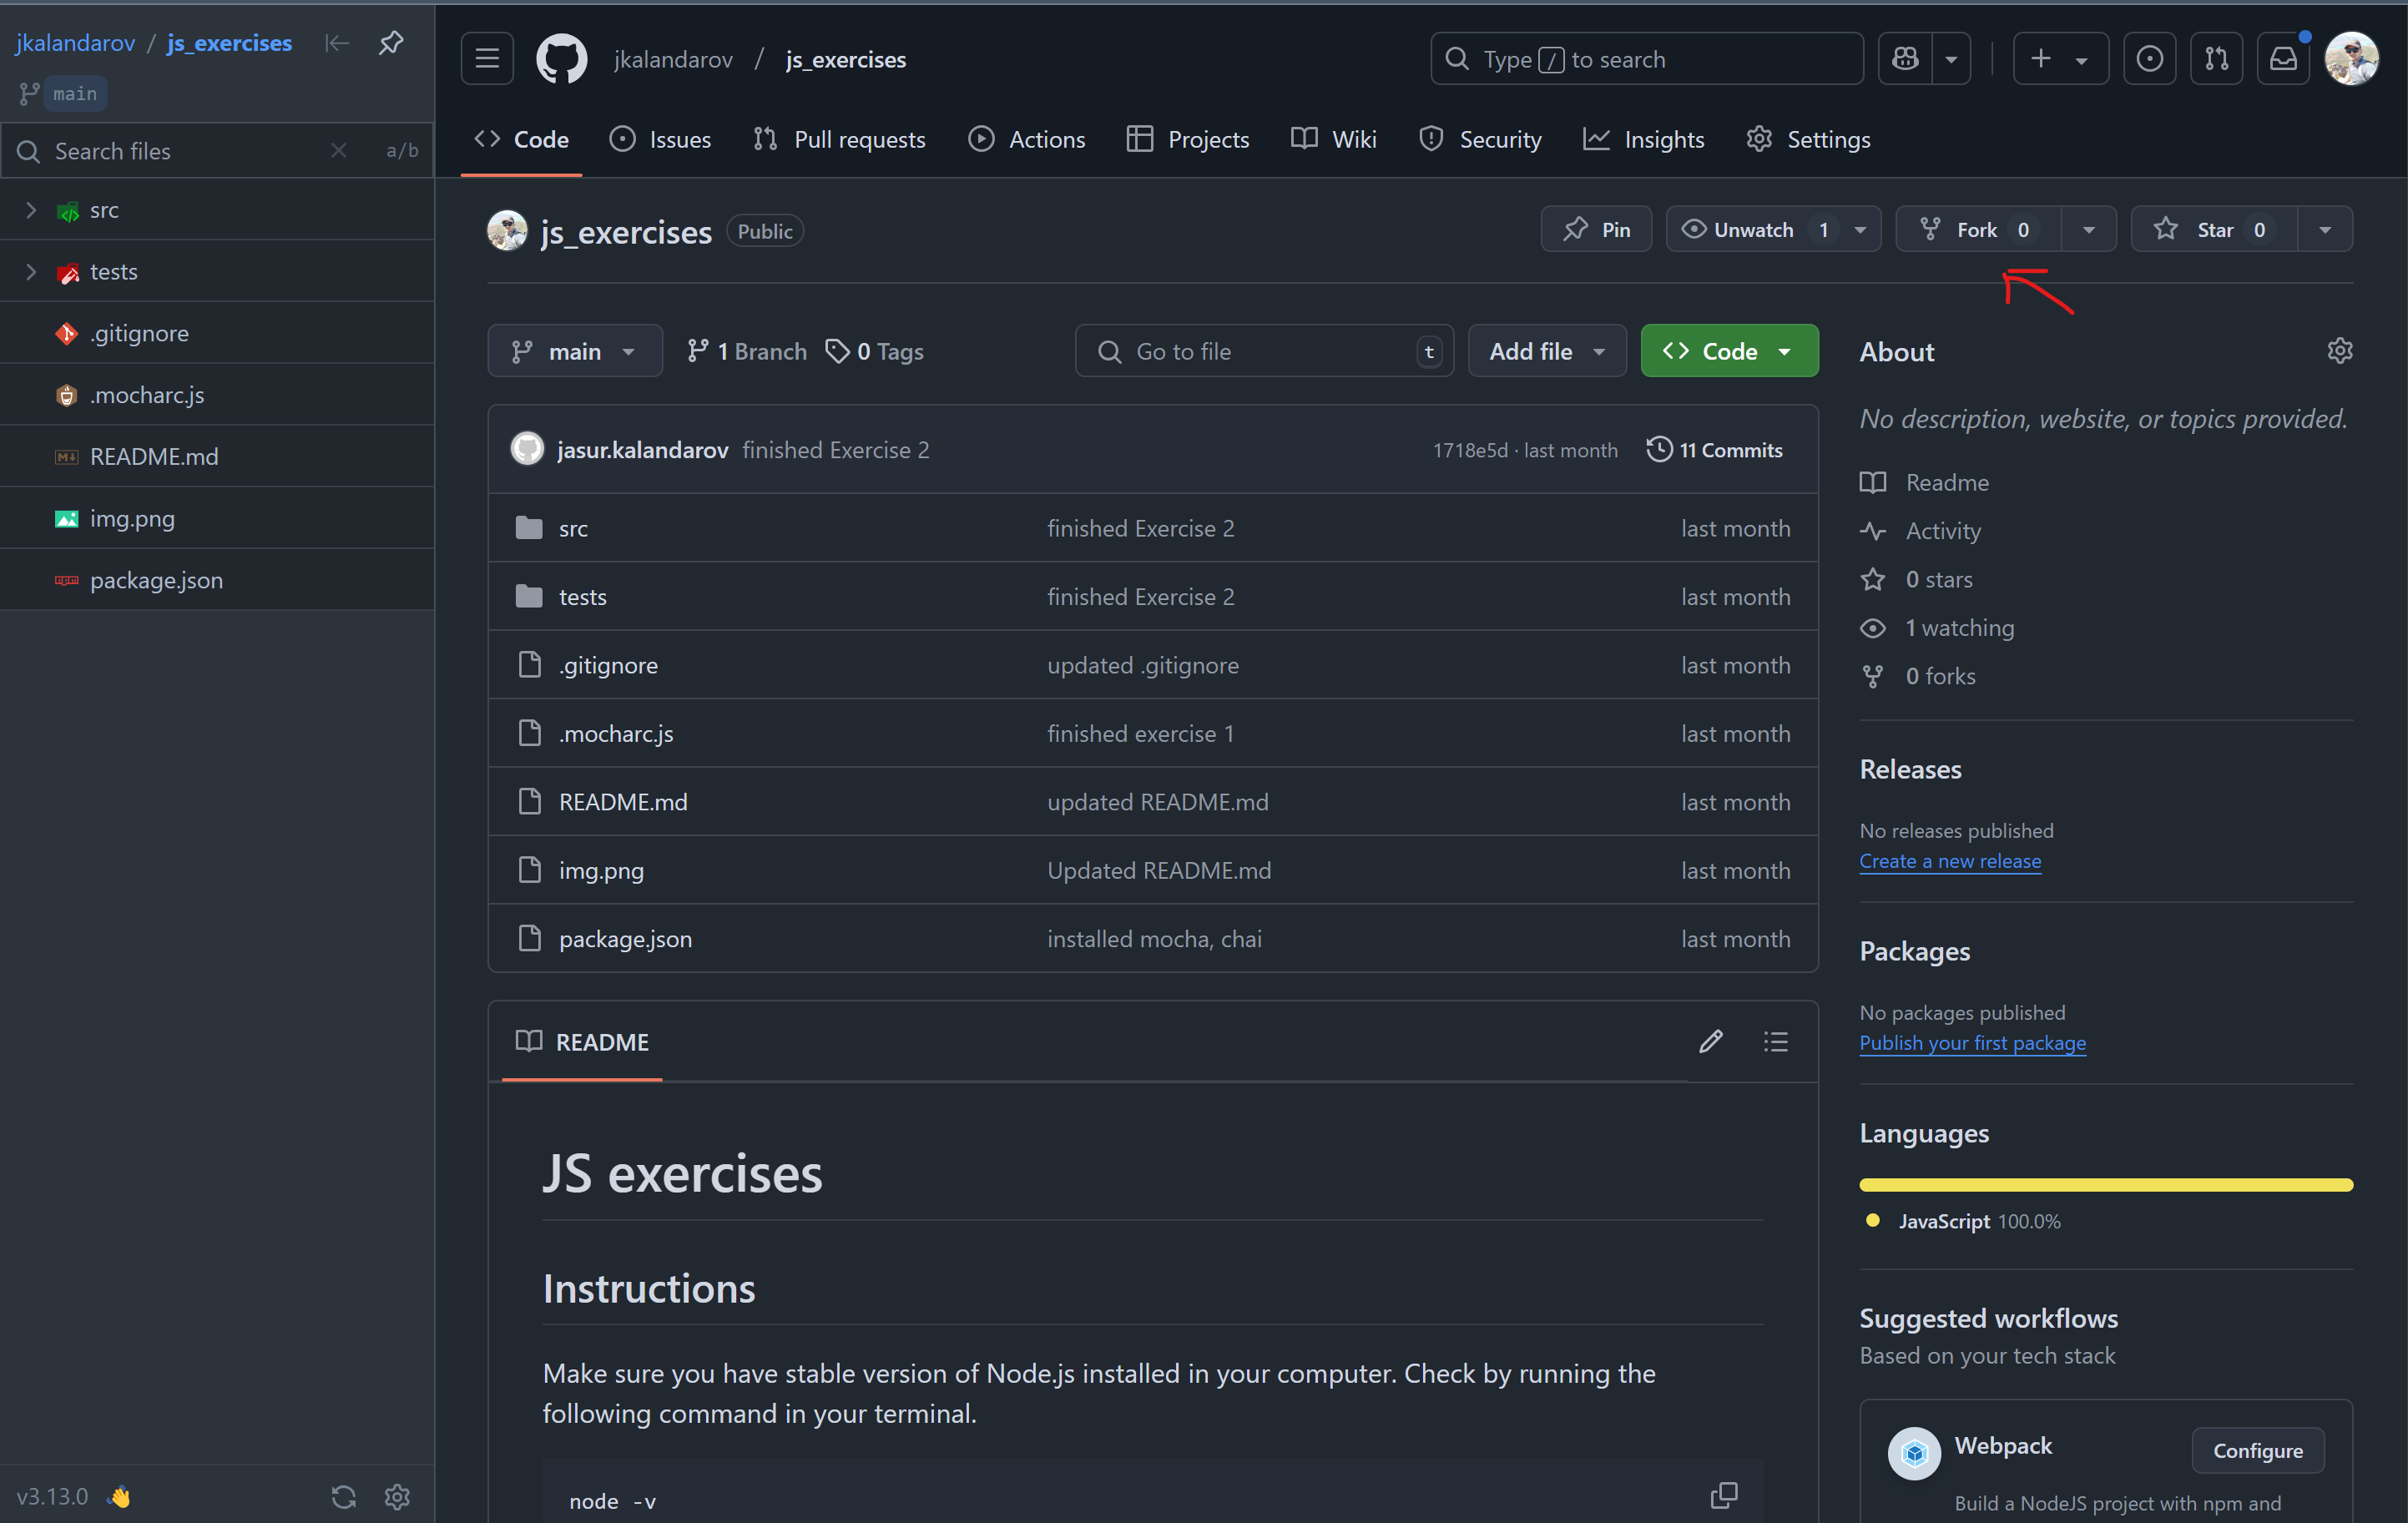 jkalandarov / js_exercises
main
Search files
a/b
src
tests
.gitignore
.mocharc.js
README.md
img.png
package.json
v3.13.0
jkalandarov / js_exercises
Type / to search
Code
Issues
Pull requests
Actions
Projects
Wiki
Security
Insights
Settings
js_exercises Public
Pin
Unwatch 1
Fork 0
Star 0
main
1 Branch
0 Tags
Go to file t
Add file
Code
jasur.kalandarov finished Exercise 2 1718e5d · last month 11 Commits
src finished Exercise 2 last month
tests finished Exercise 2 last month
.gitignore updated .gitignore last month
.mocharc.js finished exercise 1 last month
README.md updated README.md last month
img.png Updated README.md last month
package.json installed mocha, chai last month
README
JS exercises
Instructions
Make sure you have stable version of Node.js installed in your computer. Check by running the
following command in your terminal.
node -v
About
No description, website, or topics provided.
Readme
Activity
0 stars
1 watching
0 forks
Releases
No releases published
Create a new release
Packages
No packages published
Publish your first package
Languages
JavaScript 100.0%
Suggested workflows
Based on your tech stack
Webpack
Configure
Build a NodeJS project with npm and